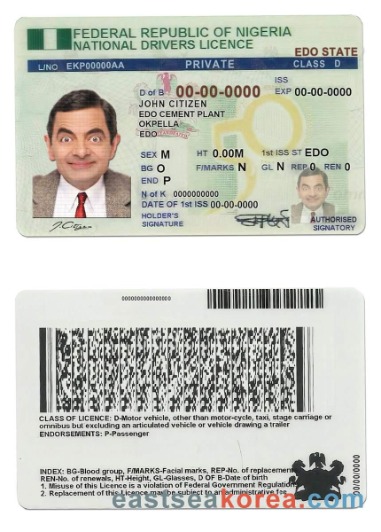 FEDERAL REPUBLIC OF NIGERIA
NATIONAL DRIVERS LICENCE
EDO STATE
L/NO EKP00000AA PRIVATE CLASS D
ISS
D of B 00-00-0000 EXP 00-00-0000
JOHN CITIZEN
EDO CEMENT PLANT
OKPELLA
EDO
SEX M HT 0.00M 1st ISS ST EDO
BG O F/MARKS N GL N REP 0 REN 0
END P
N of K 0000000000
DATE OF 1st ISS 00-00-0000
HOLDER'S
SIGNATURE
AUTHORISED
SIGNATORY
J. Citizen
CLASS OF LICENCE: D-Motor vehicle, other than motor-cycle, taxi, stage carriage or
omnibus but excluding an articulated vehicle or vehicle drawing a trailer
ENDORSEMENTS: P-Passenger
INDEX: BG-Blood group, F/MARKS-Facial marks, REP-No. of replacement
REN-No. of renewals, HT-Height, GL-Glasses, D OF B-Date of birth
1. Misuse of this Licence is a violation of Federal Government Regulation
2. Replacement of this Licence may be subject to an administrative
eastseakorea.com